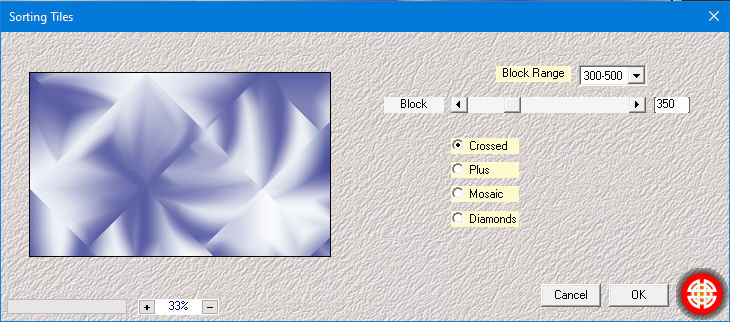 Sorting Tiles
Block Range 300-500
Block 350
Crossed
Plus
Mosaic
Diamonds
+ 33% −
Cancel OK